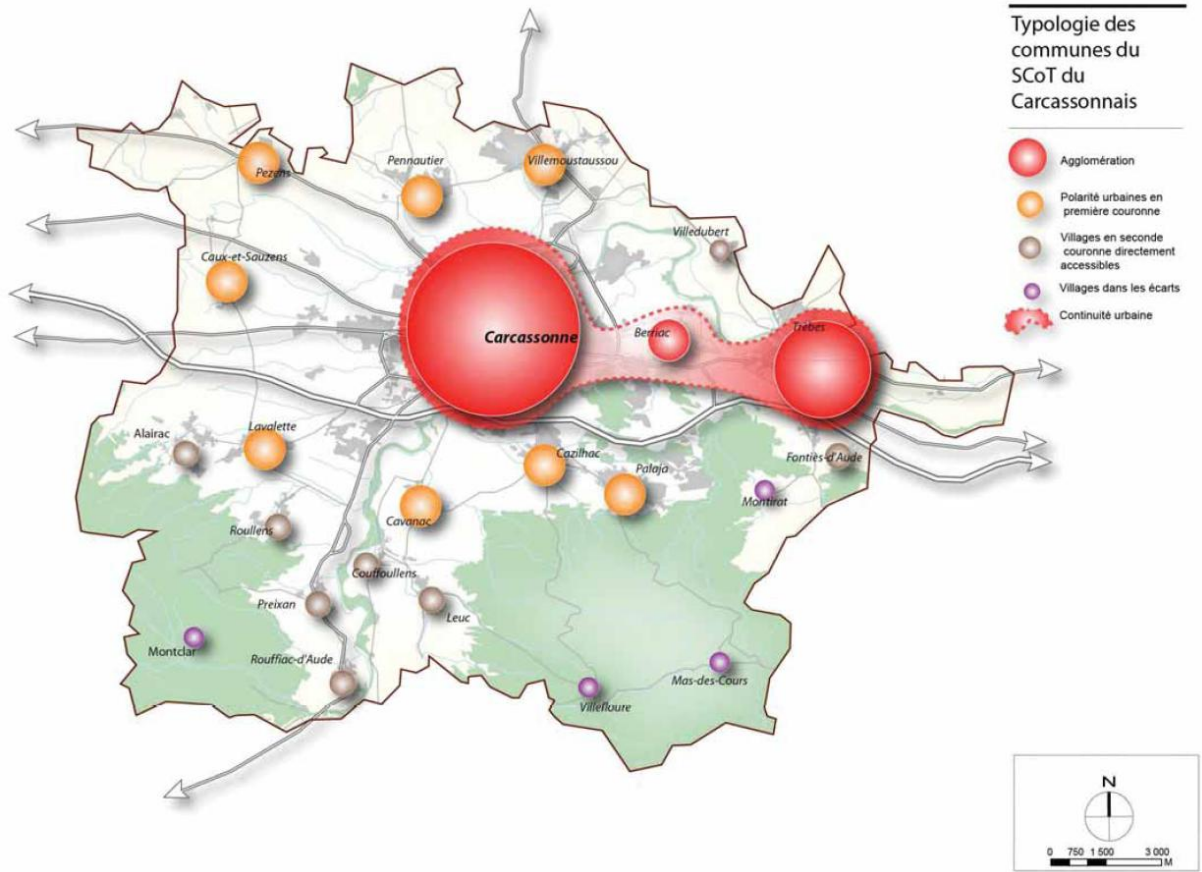 Typologie des
communes du
SCoT du
Carcassonnais
Agglomération
Polarité urbaines en
première couronne
Villages en seconde
couronne directement
accessibles
Villages dans les écarts
Continuité urbaine
Pezens
Pennautier
Villemoustaussou
Villedubert
Caux-et-Sauzens
Carcassonne
Berriac
Trèbes
Alairac
Lavalette
Cazilhac
Palaja
Fontiès-d'Aude
Montirat
Cavanac
Roullens
Couffoullens
Preixan
Leuc
Montclar
Rouffiac-d'Aude
Mas-des-Cours
Villefloure
N
0 750 1 500 3 000
M